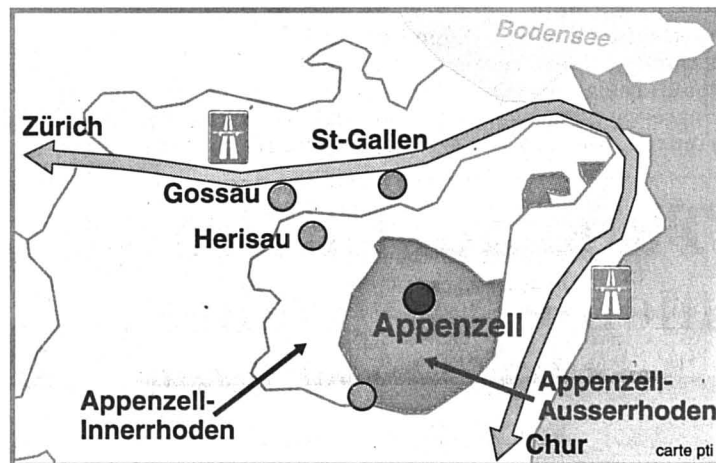 Bodensee
Zürich
St-Gallen
Gossau
Herisau
Appenzell
Appenzell-
Innerrhoden
Appenzell-
Ausserrhoden
Chur
carte pti